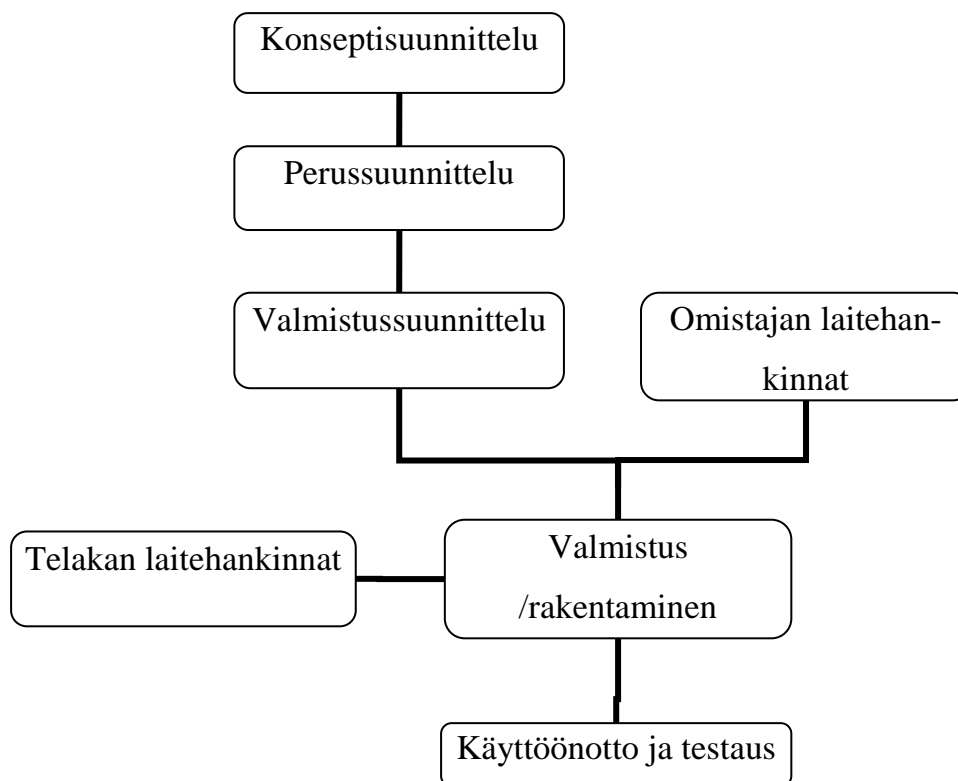 Konseptisuunnittelu
Perussuunnittelu
Valmistussuunnittelu
Omistajan laitehan-
kinnat
Telakan laitehankinnat
Valmistus
/rakentaminen
Käyttöönotto ja testaus